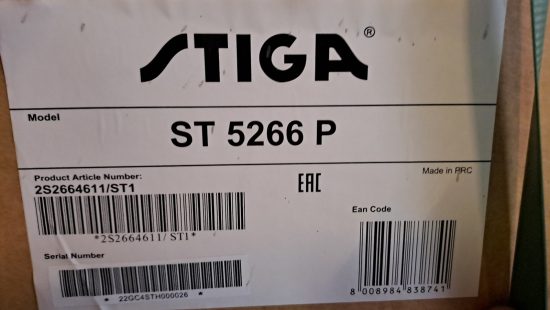 STIGA®
Model
ST 5266 P
Product Article Number:
2S2664611/ST1
*2S2664611/ST1*
EAC
Made in PRC
Ean Code
8 008984 838741
Serial Number
* 22GC4STH000026 *